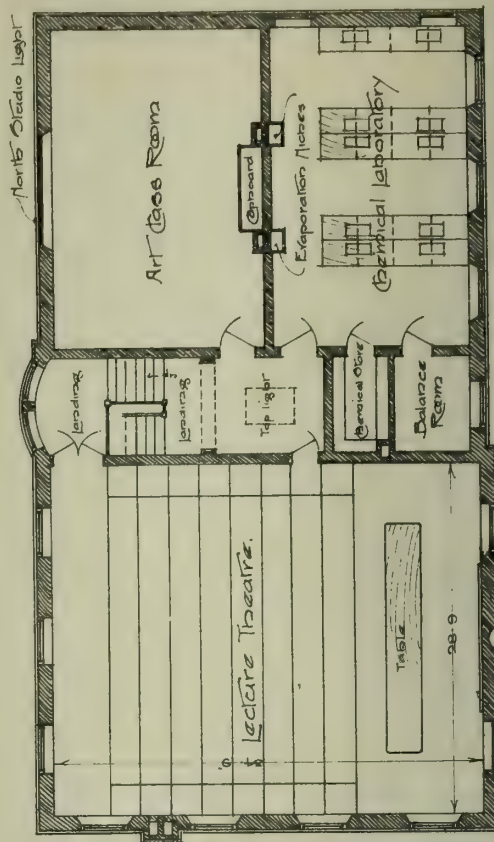 North Studio Light
Art Class Room
Cupboard
Evaporation Niches
Chemical Laboratory
Landing
Landing
Top light
Chemical Store
Balance
Room
Lecture Theatre.
Table
28-9